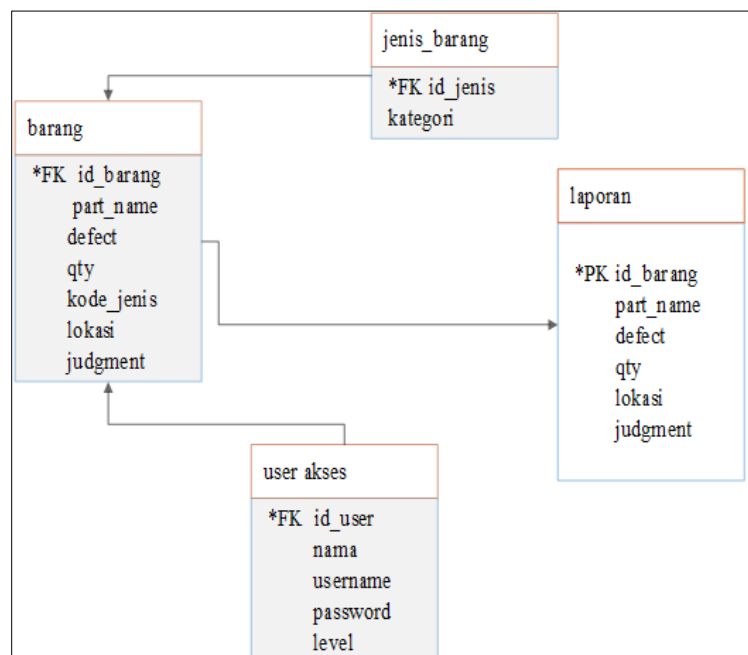 jenis_barang
*FK id_jenis
kategori
barang
*FK id_barang
part_name
defect
qty
kode_jenis
lokasi
judgment
laporan
*PK id_barang
part_name
defect
qty
lokasi
judgment
user akses
*FK id_user
nama
username
password
level